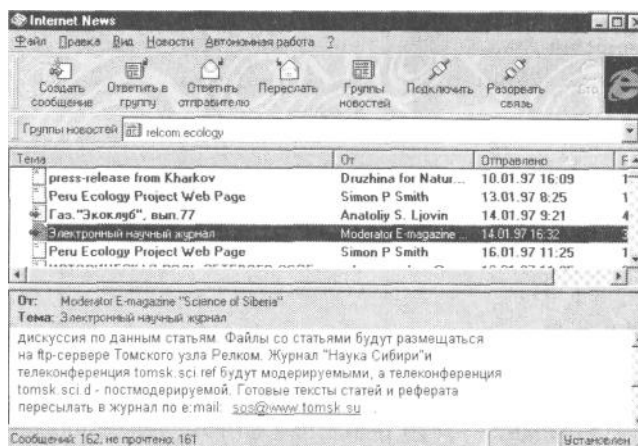 Internet News
Файл Правка Вид Новости Автономная работа ?
Создать сообщение
Ответить в группу
Ответить отправителю
Переслать
Группы новостей
Подключить
Разорвать связь
Группы новостей relcom ecology
Тема От Отправлено
press-release from Kharkov Druzhina for Natur... 10.01.97 16:09
Peru Ecology Project Web Page Simon P Smith 13.01.97 8:25
Газ."Экоклуб", вып.77 Anatoliy S. Ljovin 14.01.97 9:21
Электронный научный журнал Moderator E-magazine ... 14.01.97 16:32
Peru Ecology Project Web Page Simon P Smith 16.01.97 11:25
От: Moderator E-magazine "Science of Siberia"
Тема: Электронный научный журнал
дискуссия по данным статьям. Файлы со статьями будут размещаться
на ftp-сервере Томского узла Релком. Журнал "Наука Сибири"и
телеконференция tomsk.sci.ref будут модерируемыми, а телеконференция
tomsk.sci.d - постмодерируемой. Готовые тексты статей и реферата
пересылать в журнал по e:mail: sos@www.tomsk.su
Сообщений: 162, не прочтено: 161